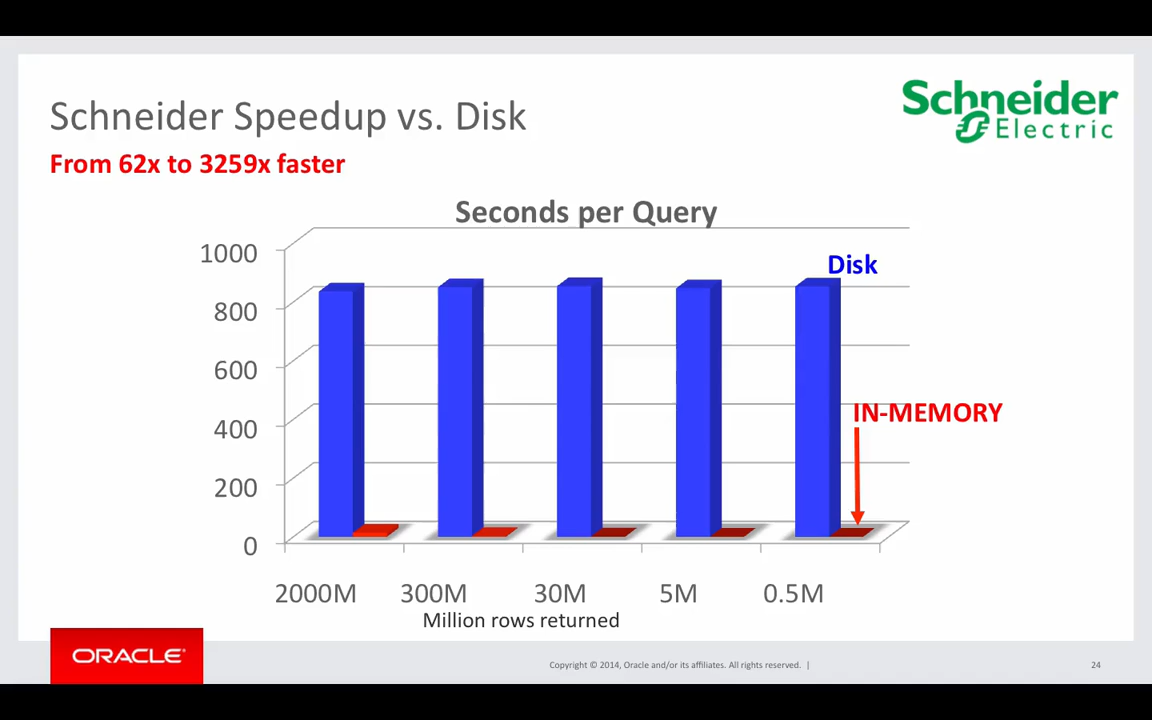 Schneider Speedup vs. Disk
From 62x to 3259x faster
Schneider
Electric
Seconds per Query
1000
800
600
400
200
0
Disk
IN-MEMORY
2000M 300M 30M 5M 0.5M
Million rows returned
ORACLE®
Copyright © 2014, Oracle and/or its affiliates. All rights reserved. |
24